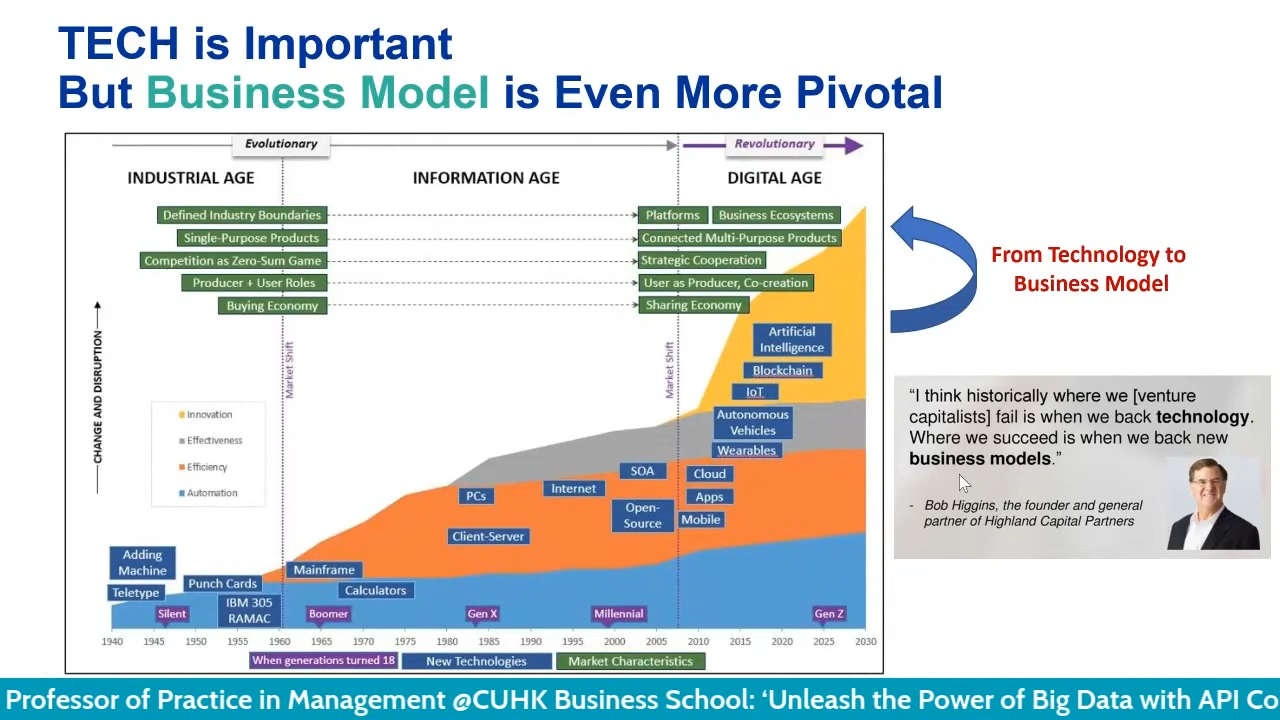 TECH is Important
But Business Model is Even More Pivotal
Evolutionary
Revolutionary
INDUSTRIAL AGE
INFORMATION AGE
DIGITAL AGE
Defined Industry Boundaries
Platforms
Business Ecosystems
Single-Purpose Products
Connected Multi-Purpose Products
Competition as Zero-Sum Game
Strategic Cooperation
Producer + User Roles
User as Producer, Co-creation
Buying Economy
Sharing Economy
From Technology to
Business Model
CHANGE AND DISRUPTION
Market Shift
Market Shift
Innovation
Effectiveness
Efficiency
Automation
Artificial
Intelligence
Blockchain
IoT
Autonomous
Vehicles
Wearables
SOA
Cloud
PCs
Internet
Apps
Open-
Source
Mobile
Client-Server
Adding
Machine
Teletype
Punch Cards
IBM 305
RAMAC
Mainframe
Calculators
Silent
Boomer
Gen X
Millennial
Gen Z
1940
1945
1950
1955
1960
1965
1970
1975
1980
1985
1990
1995
2000
2005
2010
2015
2020
2025
2030
When generations turned 18
New Technologies
Market Characteristics
“I think historically where we [venture
capitalists] fail is when we back technology.
Where we succeed is when we back new
business models.”
- Bob Higgins, the founder and general
partner of Highland Capital Partners
Professor of Practice in Management @CUHK Business School: ‘Unleash the Power of Big Data with API Co